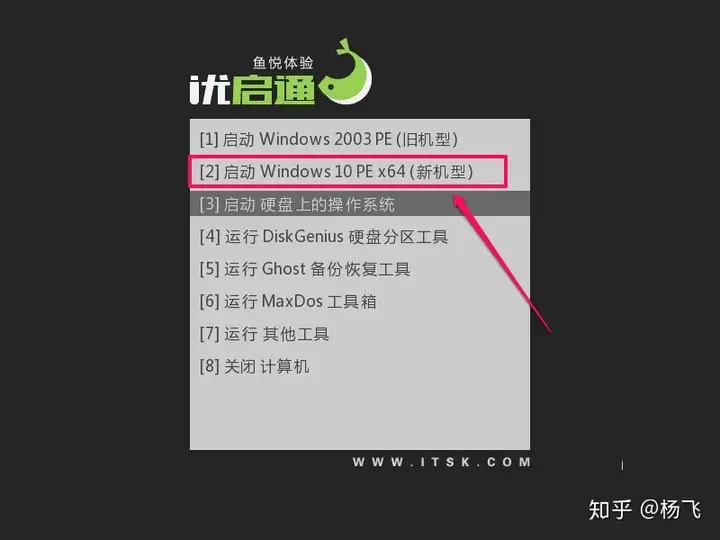 鱼悦体验
优启通
[1] 启动 Windows 2003 PE (旧机型)
[2] 启动 Windows 10 PE x64 (新机型)
[3] 启动 硬盘上的操作系统
[4] 运行 DiskGenius 硬盘分区工具
[5] 运行 Ghost 备份恢复工具
[6] 运行 MaxDos 工具箱
[7] 运行 其他工具
[8] 关闭 计算机
WWW.ITSK.COM
知乎 @杨飞